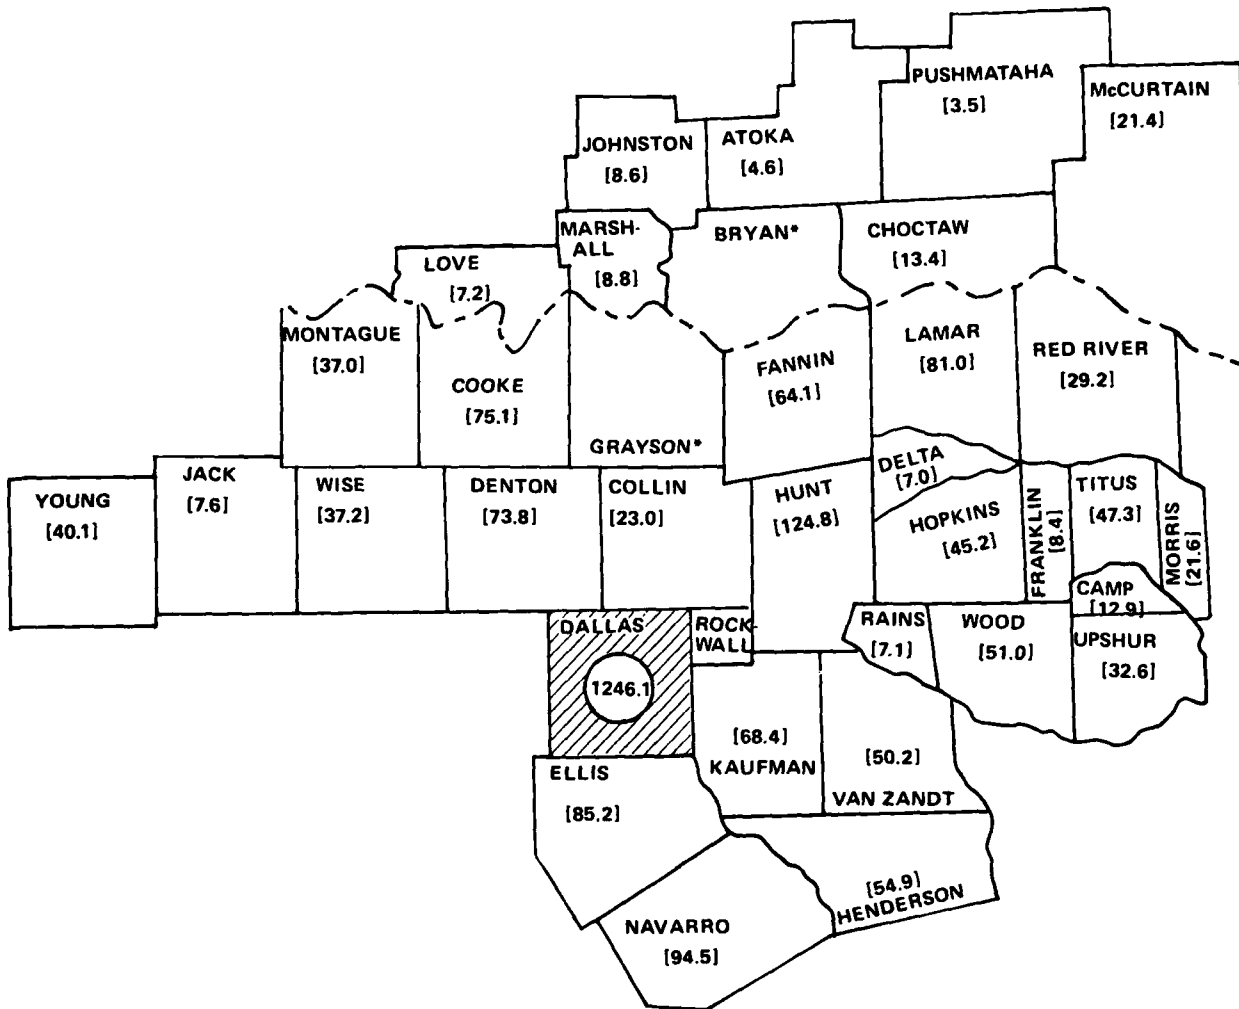 PUSHMATAHA
[3.5]
McCURTAIN
[21.4]
JOHNSTON
[8.6]
ATOKA
[4.6]
MARSH-
ALL
[8.8]
BRYAN*
CHOCTAW
[13.4]
LOVE
[7.2]
MONTAGUE
[37.0]
COOKE
[75.1]
GRAYSON*
FANNIN
[64.1]
LAMAR
[81.0]
RED RIVER
[29.2]
YOUNG
[40.1]
JACK
[7.6]
WISE
[37.2]
DENTON
[73.8]
COLLIN
[23.0]
HUNT
[124.8]
DELTA
[7.0]
HOPKINS
[45.2]
FRANKLIN
[8.4]
TITUS
[47.3]
MORRIS
[21.6]
CAMP
[12.9]
DALLAS
1246.1
ROCK-
WALL
RAINS
[7.1]
WOOD
[51.0]
UPSHUR
[32.6]
[68.4]
KAUFMAN
[50.2]
VAN ZANDT
ELLIS
[85.2]
[54.9]
HENDERSON
NAVARRO
[94.5]